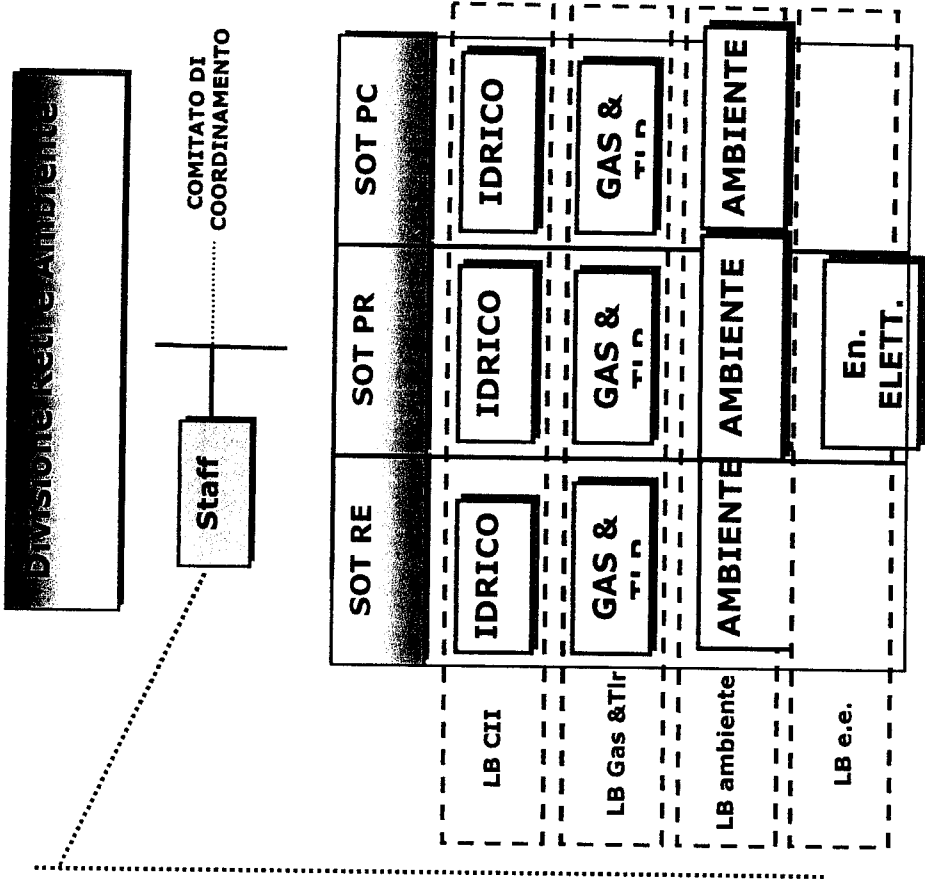 Divisione Reti e Ambiente
COMITATO DI
COORDINAMENTO
Staff
SOT RE
SOT PR
SOT PC
LB CII
IDRICO
IDRICO
IDRICO
LB Gas &Tlr
GAS &
GAS &
GAS &
LB ambiente
AMBIENTE
AMBIENTE
AMBIENTE
LB e.e.
En.
ELETT.